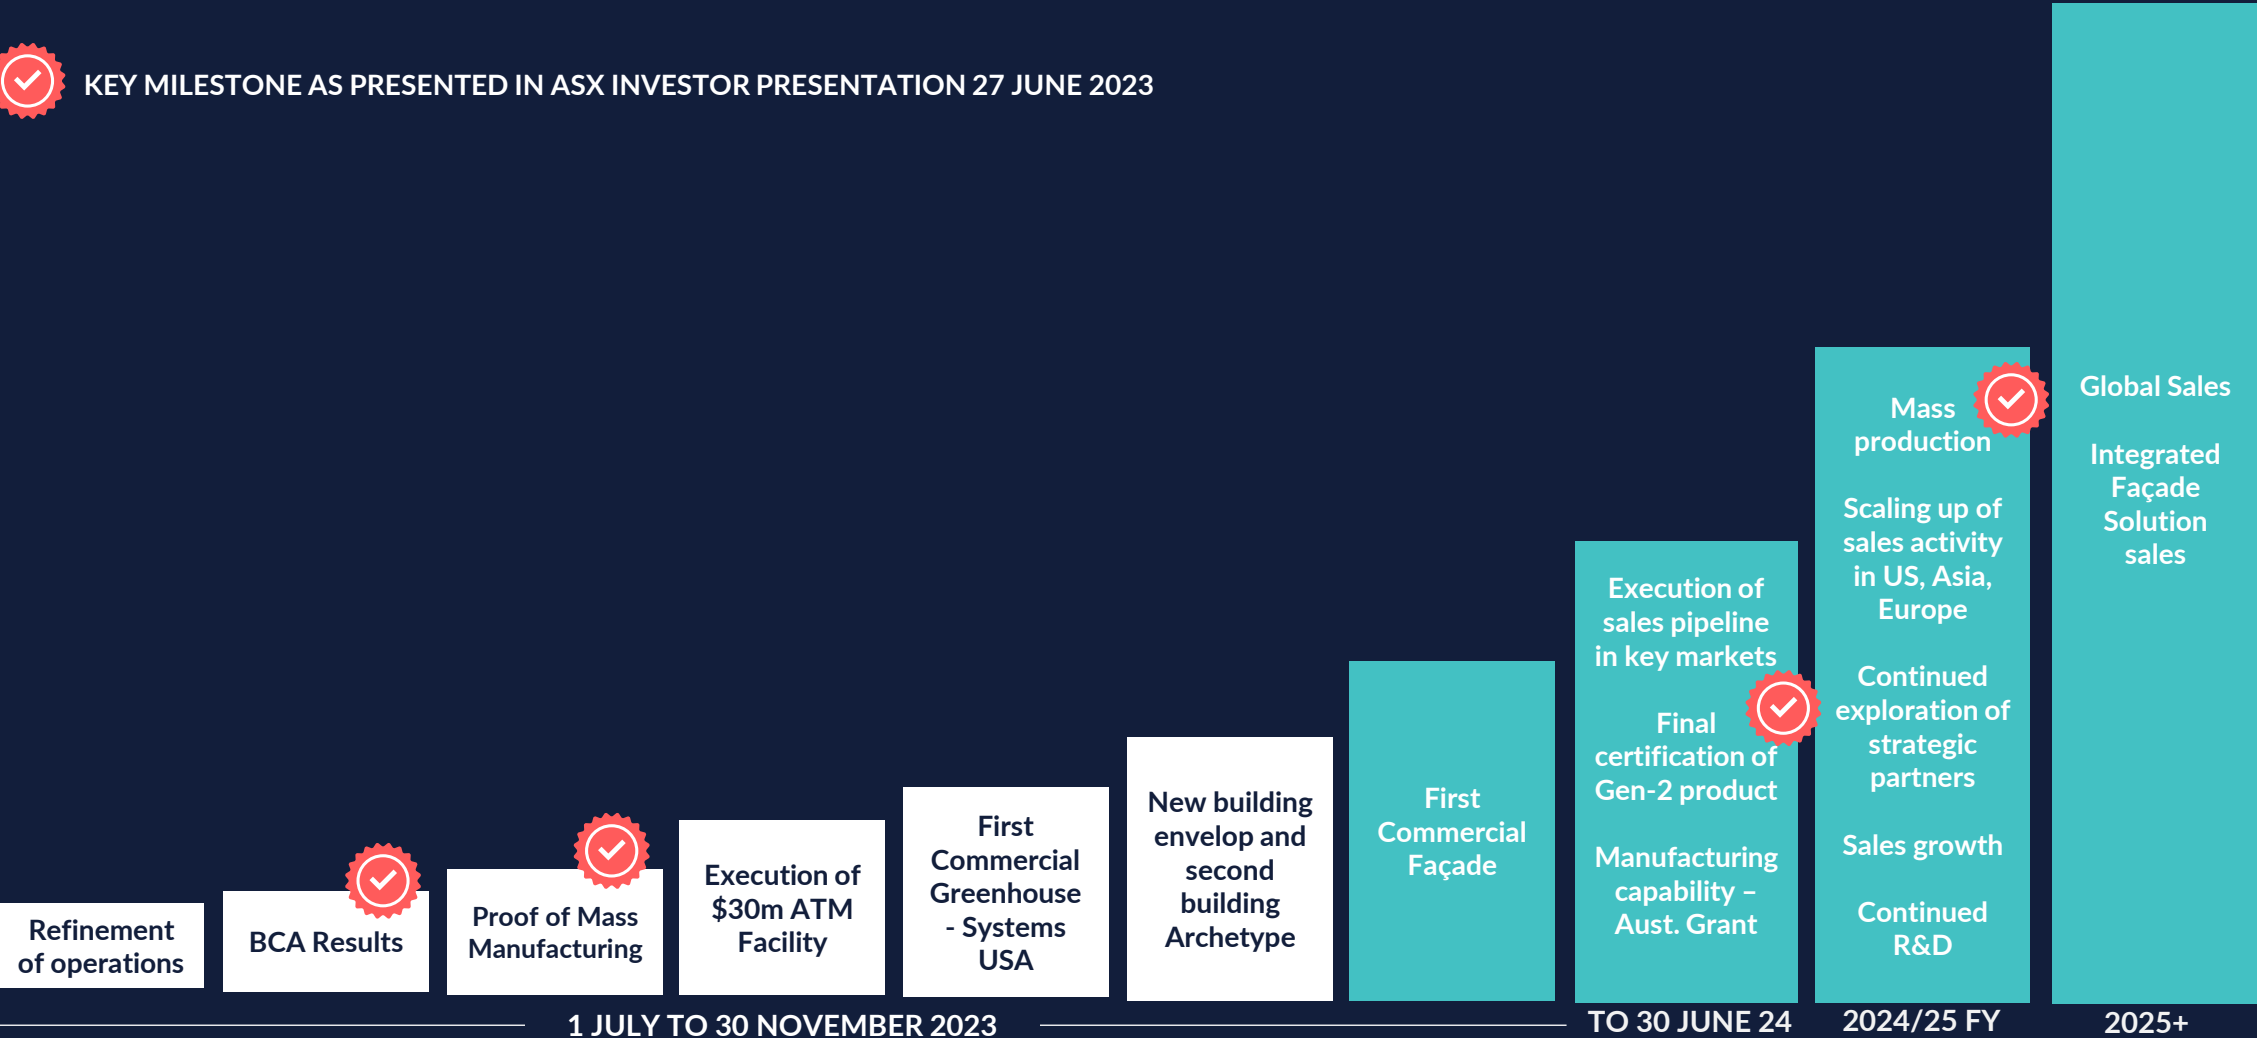 KEY MILESTONE AS PRESENTED IN ASX INVESTOR PRESENTATION 27 JUNE 2023
Refinement
of operations
BCA Results
Proof of Mass
Manufacturing
Execution of
$30m ATM
Facility
First
Commercial
Greenhouse
- Systems
USA
New building
envelop and
second
building
Archetype
First
Commercial
Façade
Execution of
sales pipeline
in key markets
Final
certification of
Gen-2 product
Manufacturing
capability –
Aust. Grant
Mass
production
Scaling up of
sales activity
in US, Asia,
Europe
Continued
exploration of
strategic
partners
Sales growth
Continued
R&D
Global Sales
Integrated
Façade
Solution
sales
1 JULY TO 30 NOVEMBER 2023
TO 30 JUNE 24
2024/25 FY
2025+